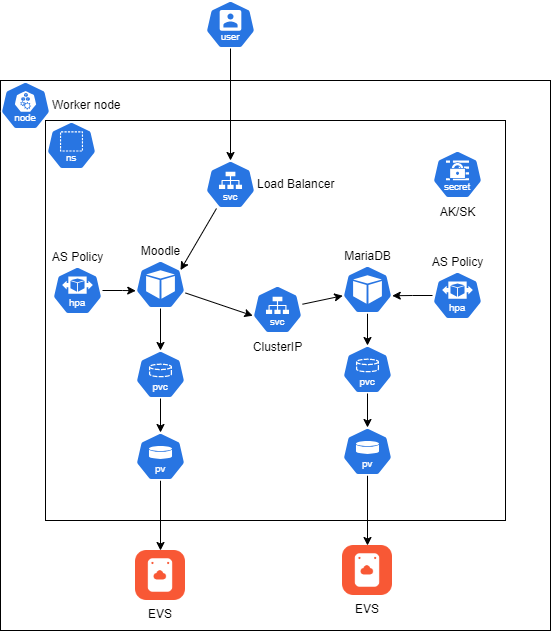 user
node
Worker node
ns
svc
Load Balancer
secret
AK/SK
AS Policy
hpa
Moodle
MariaDB
AS Policy
hpa
svc
ClusterIP
pvc
pvc
pv
pv
EVS
EVS